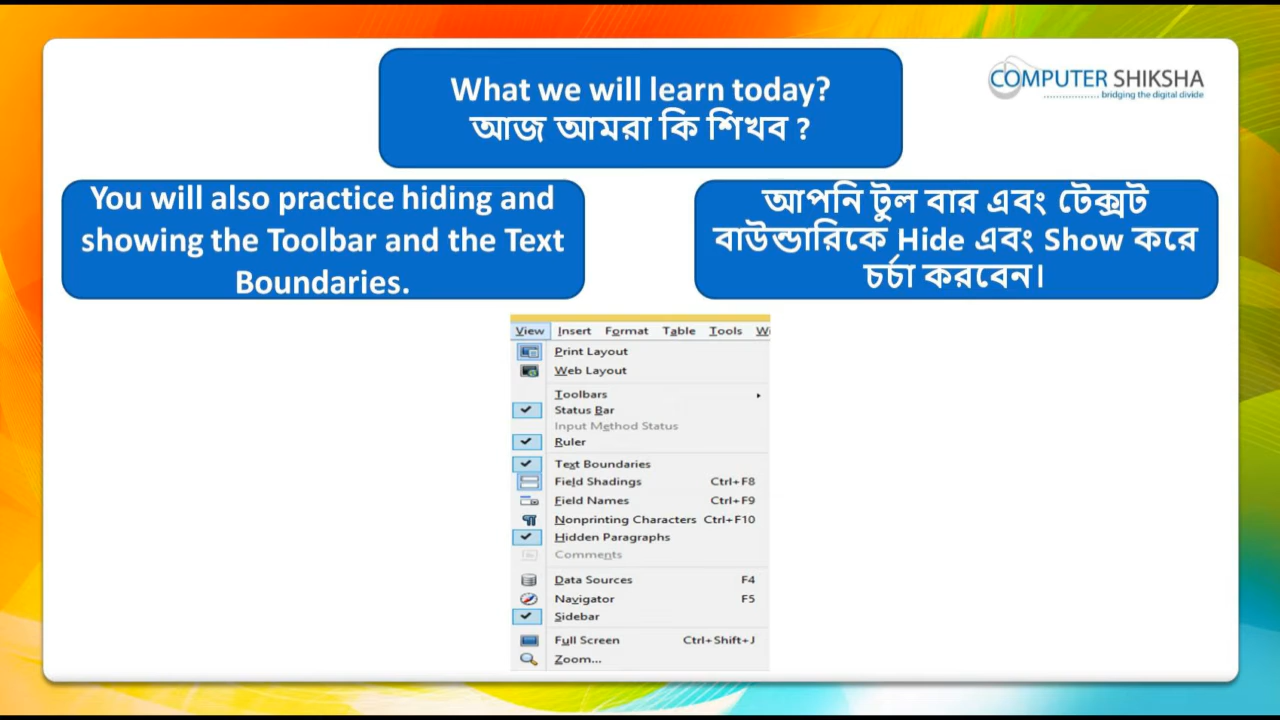 What we will learn today?
আজ আমরা কি শিখব ?
COMPUTER SHIKSHA
bridging the digital divide
You will also practice hiding and
showing the Toolbar and the Text
Boundaries.
আপনি টুল বার এবং টেক্সট
বাউন্ডারিকে Hide এবং Show করে
চর্চা করবেন।
View Insert Format Table Tools Wi
Print Layout
Web Layout
Toolbars
Status Bar
Input Method Status
Ruler
Text Boundaries
Field Shadings Ctrl+F8
Field Names Ctrl+F9
Nonprinting Characters Ctrl+F10
Hidden Paragraphs
Comments
Data Sources F4
Navigator F5
Sidebar
Full Screen Ctrl+Shift+J
Zoom...